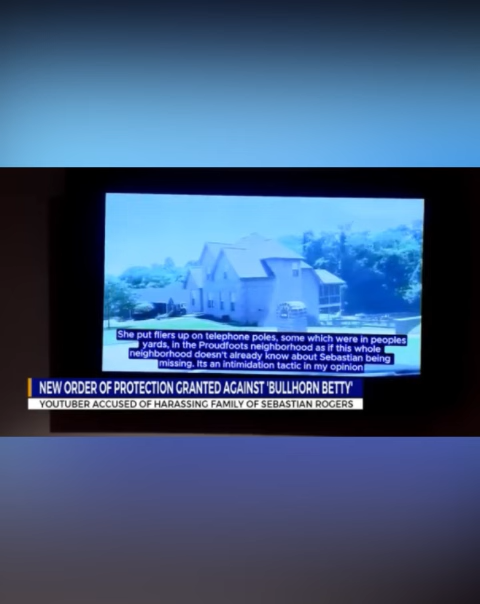 She put fliers up on telephone poles, some which were in peoples
yards, in the Proudfoots neighborhood as if this whole
neighborhood doesn't already know about Sebastian being
missing. Its an intimidation tactic in my opinion
NEW ORDER OF PROTECTION GRANTED AGAINST 'BULLHORN BETTY'
YOUTUBER ACCUSED OF HARASSING FAMILY OF SEBASTIAN ROGERS